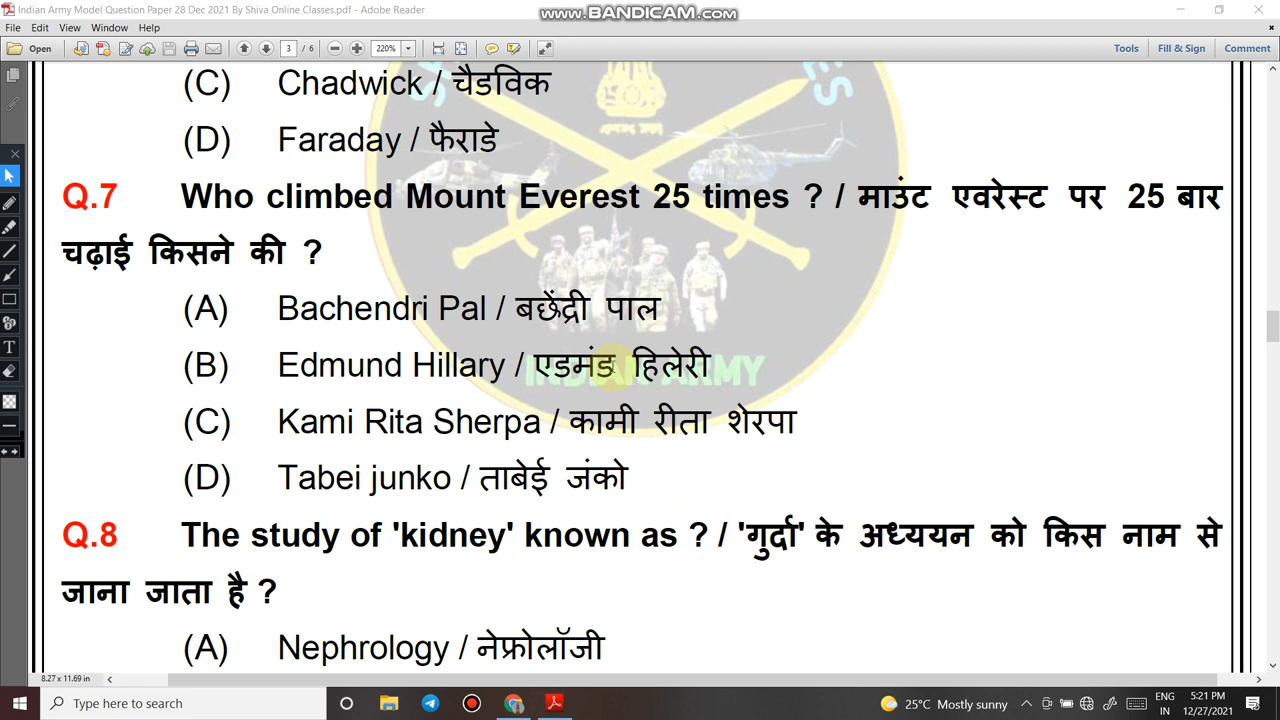 Indian Army Model Question Paper 28 Dec 2021 By Shiva Online Classes.pdf - Adobe Reader
www.BANDICAM.com
File Edit View Window Help
Open 3 / 6 220% Tools Fill & Sign Comment
(C) Chadwick / चैडविक
(D) Faraday / फैराडे
Q.7 Who climbed Mount Everest 25 times ? / माउंट एवरेस्ट पर 25 बार
चढ़ाई किसने की ?
(A) Bachendri Pal / बछेंद्री पाल
(B) Edmund Hillary / एडमंड हिलेरी
INDIAN ARMY
(C) Kami Rita Sherpa / कामी रीता शेरपा
(D) Tabei junko / ताबेई जंको
Q.8 The study of 'kidney' known as ? / 'गुर्दा' के अध्ययन को किस नाम से
जाना जाता है ?
(A) Nephrology / नेफ्रोलॉजी
8.27 x 11.69 in
Type here to search
25°C Mostly sunny
ENG
IN
5:21 PM
12/27/2021